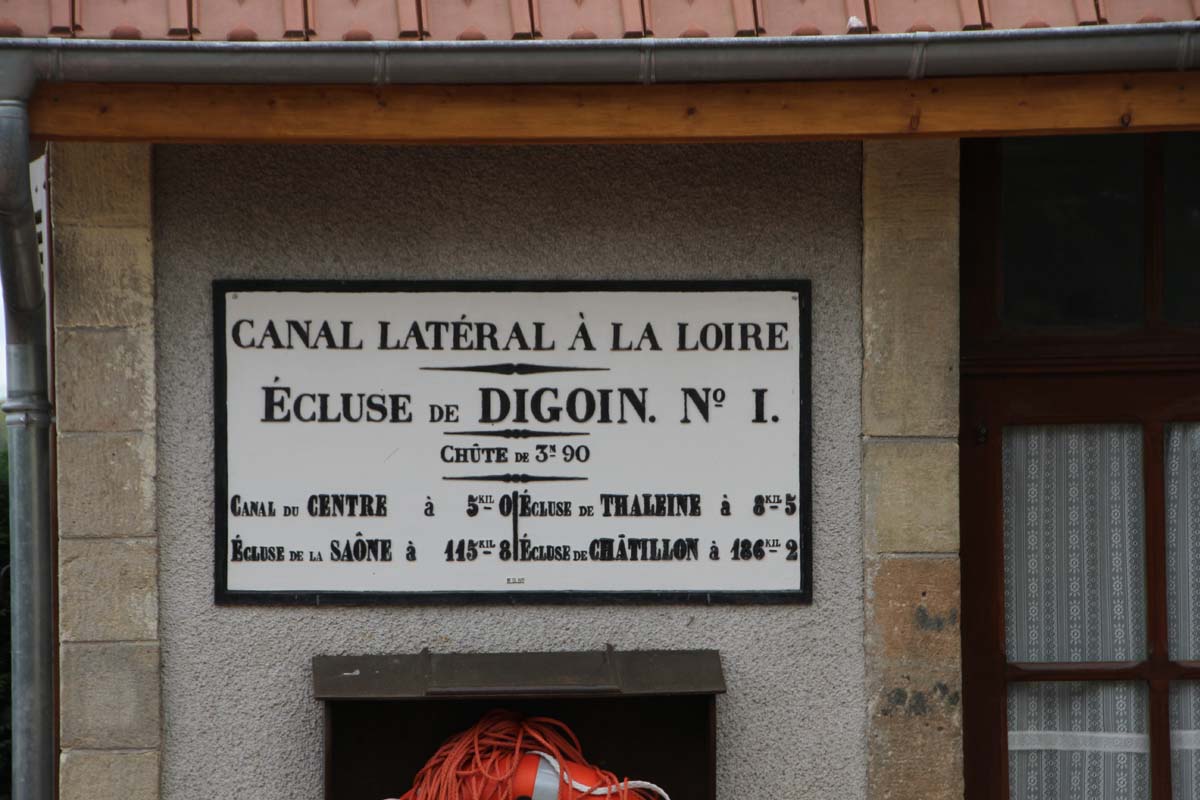 CANAL LATÉRAL À LA LOIRE
ÉCLUSE DE DIGOIN. Nº I.
CHÛTE DE 3M 90
CANAL DU CENTRE à 5KIL 0
ÉCLUSE DE LA SAÔNE à 115KIL 8
ÉCLUSE DE THALEINE à 8KIL 5
ÉCLUSE DE CHÂTILLON à 186KIL 2